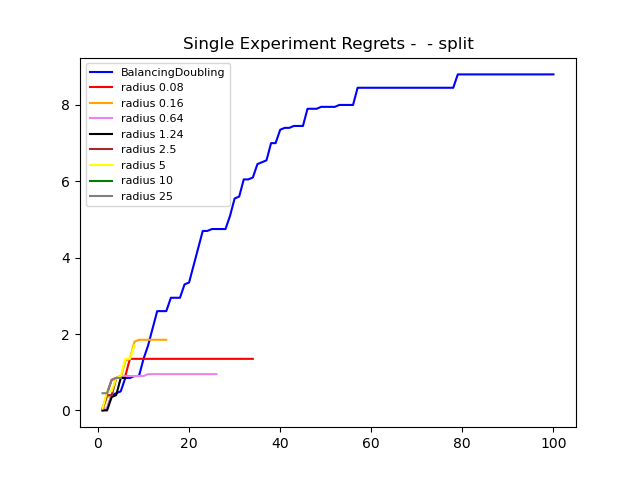 Single Experiment Regrets -  - split
BalancingDoubling
radius 0.08
radius 0.16
radius 0.64
radius 1.24
radius 2.5
radius 5
radius 10
radius 25
8
6
4
2
0
0 20 40 60 80 100